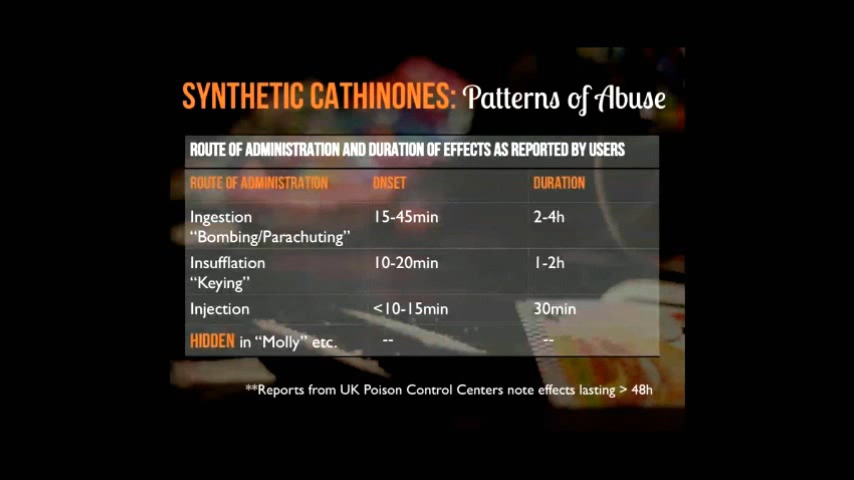 SYNTHETIC CATHINONES: Patterns of Abuse
ROUTE OF ADMINISTRATION AND DURATION OF EFFECTS AS REPORTED BY USERS
ROUTE OF ADMINISTRATION ONSET DURATION
Ingestion 15-45min 2-4h
“Bombing/Parachuting”
Insufflation 10-20min 1-2h
“Keying”
Injection <10-15min 30min
HIDDEN in “Molly” etc. -- --
**Reports from UK Poison Control Centers note effects lasting > 48h